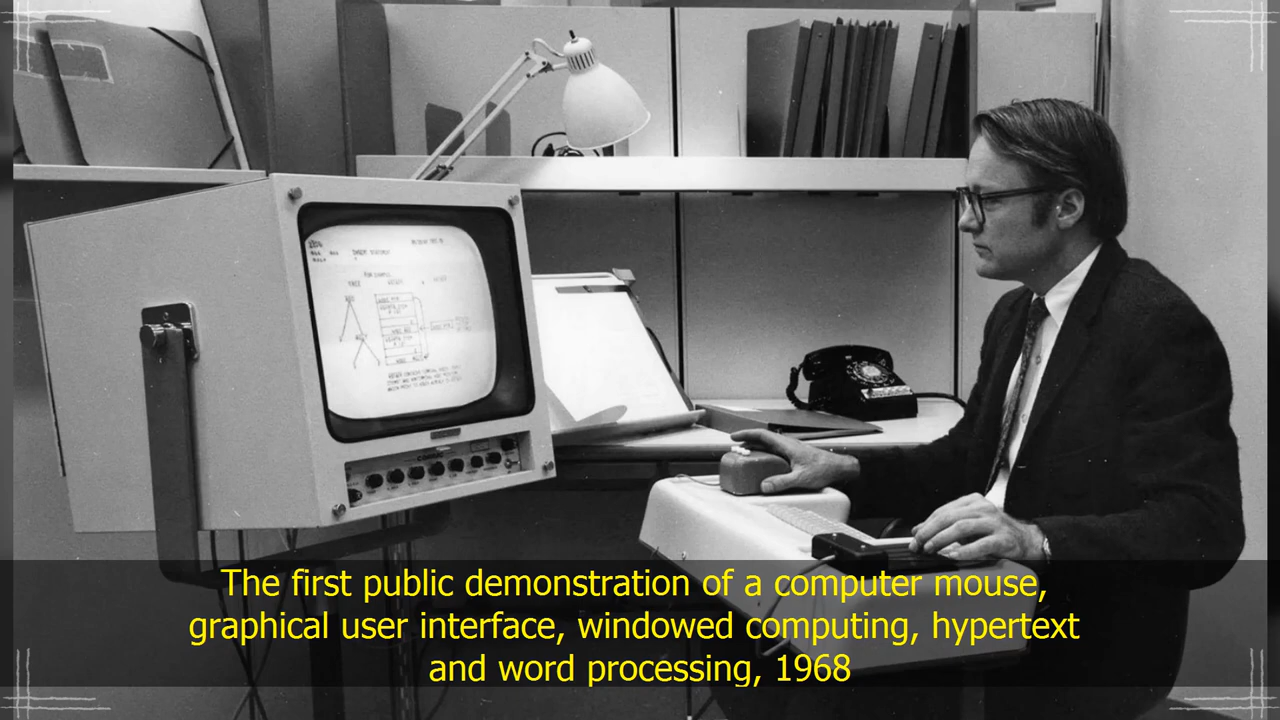 The first public demonstration of a computer mouse,
graphical user interface, windowed computing, hypertext
and word processing, 1968